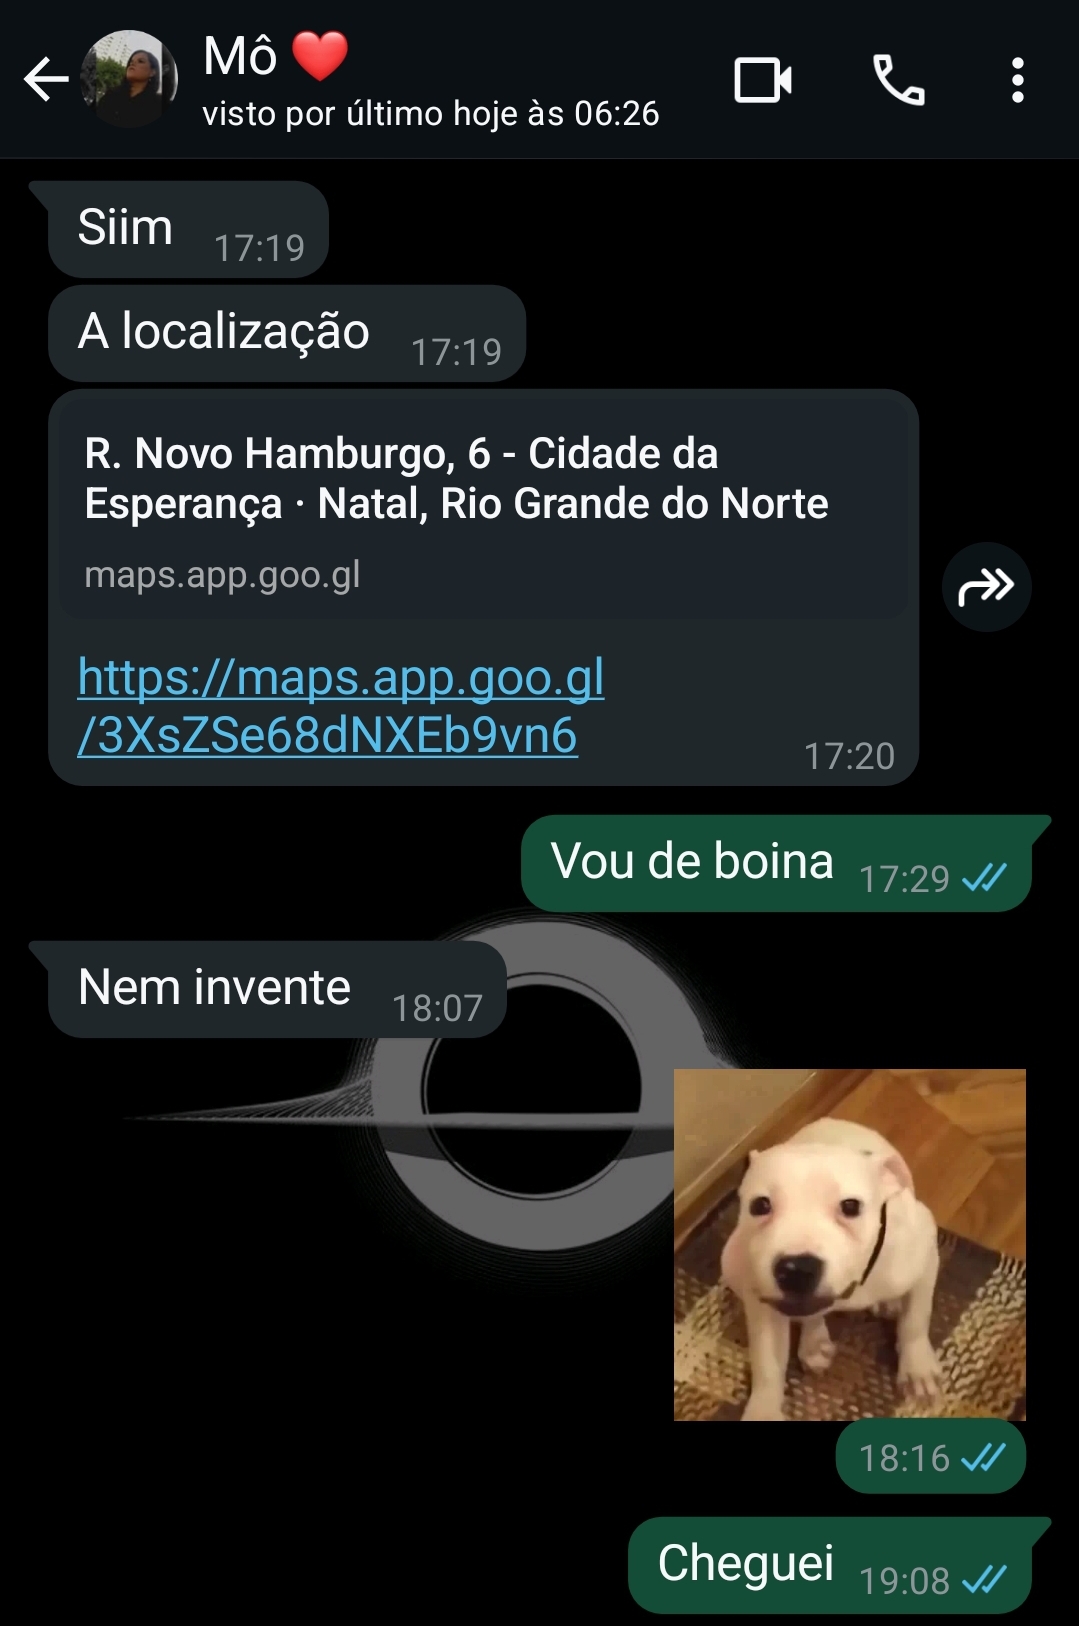 Mô ❤️
visto por último hoje às 06:26
Siim 17:19
A localização 17:19
R. Novo Hamburgo, 6 - Cidade da
Esperança · Natal, Rio Grande do Norte
maps.app.goo.gl
https://maps.app.goo.gl
/3XsZSe68dNXEb9vn6
17:20
Vou de boina 17:29
Nem invente 18:07
18:16
Cheguei 19:08